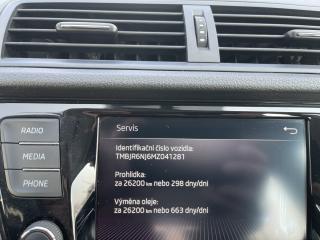 Servis
RADIO
MEDIA
PHONE
Identifikační číslo vozidla:
TMBJR6NJ6MZ041281
Prohlídka:
za 26200 km nebo 298 dny/dní
Výměna oleje:
za 26200 km nebo 663 dny/dní